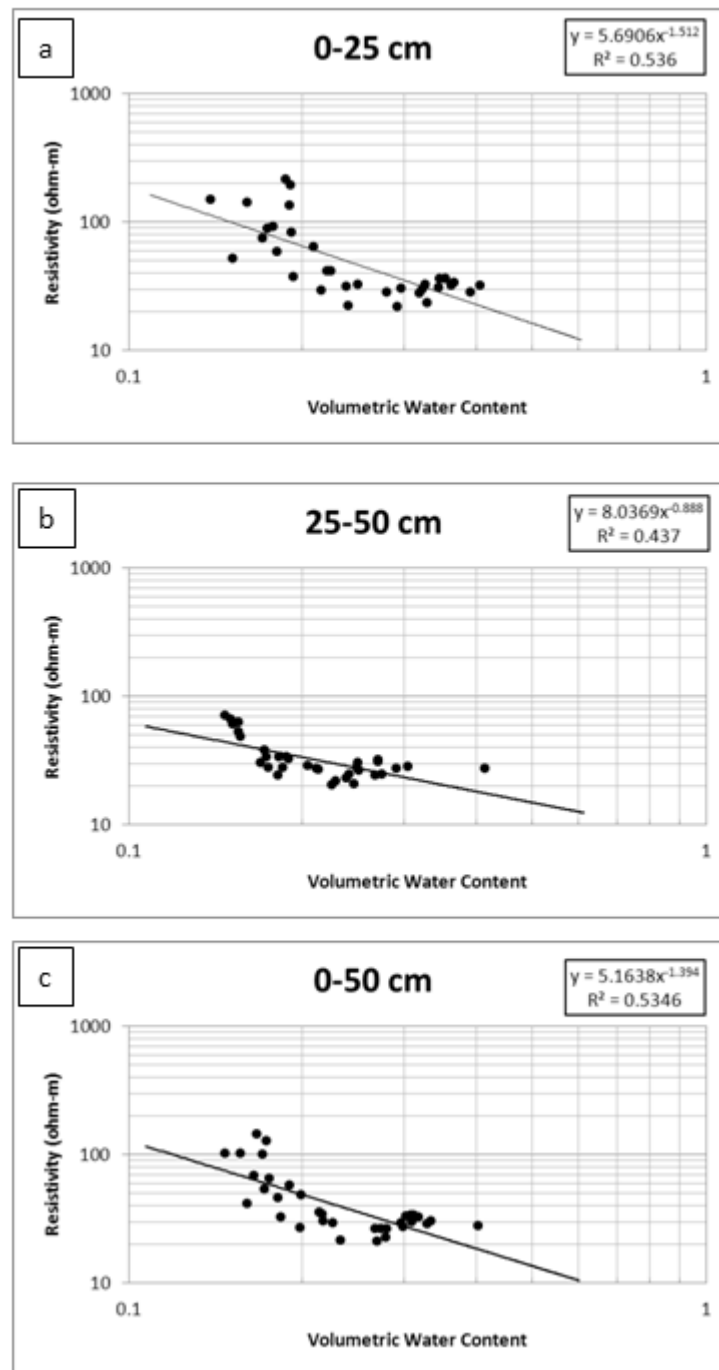 a
0-25 cm
y = 5.6906x^-1.512
R² = 0.536
1000
100
10
0.1
1
Resistivity (ohm-m)
Volumetric Water Content
b
25-50 cm
y = 8.0369x^-0.888
R² = 0.437
1000
100
10
0.1
1
Resistivity (ohm-m)
Volumetric Water Content
c
0-50 cm
y = 5.1638x^-1.394
R² = 0.5346
1000
100
10
0.1
1
Resistivity (ohm-m)
Volumetric Water Content